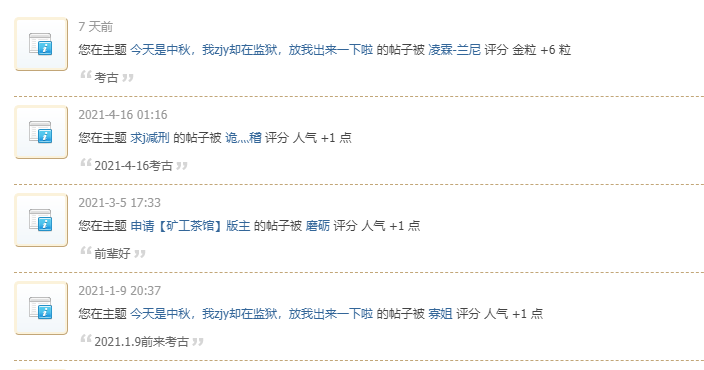 7 天前
您在主题 今天是中秋，我zjy却在监狱，放我出来一下啦 的帖子被 凌霖-兰尼 评分 金粒 +6 粒
“考古”
2021-4-16 01:16
您在主题 求j减刑 的帖子被 诡灬稽 评分 人气 +1 点
“2021-4-16考古”
2021-3-5 17:33
您在主题 申请【矿工茶馆】版主 的帖子被 磨砺 评分 人气 +1 点
“前辈好”
2021-1-9 20:37
您在主题 今天是中秋，我zjy却在监狱，放我出来一下啦 的帖子被 寡姐 评分 人气 +1 点
“2021.1.9前来考古”